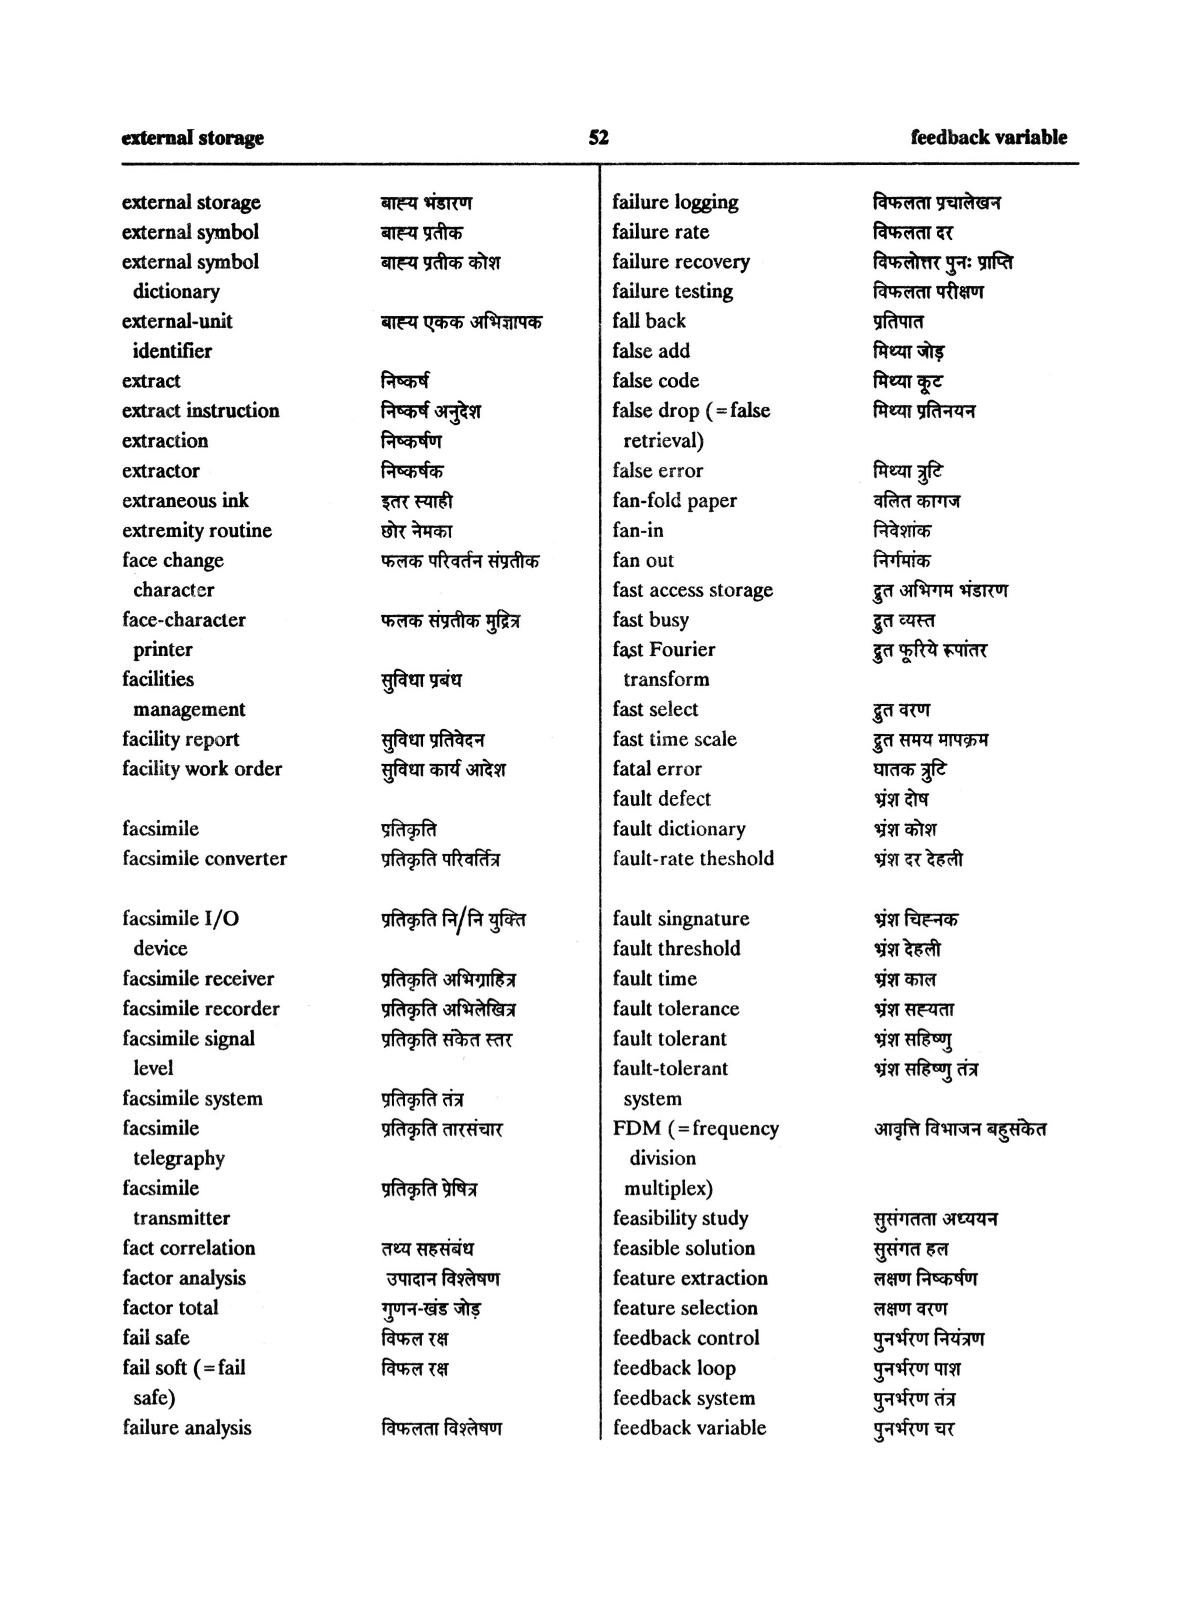 external storage 52 feedback variable
external storage बाह्य भंडारण
external symbol बाह्य प्रतीक
external symbol बाह्य प्रतीक कोश
dictionary
external-unit बाह्य एकक अभिज्ञापक
identifier
extract निष्कर्ष
extract instruction निष्कर्ष अनुदेश
extraction निष्कर्षण
extractor निष्कर्षक
extraneous ink इतर स्याही
extremity routine छोर नेमका
face change फलक परिवर्तन संप्रतीक
character
face-character फलक संप्रतीक मुद्रित्र
printer
facilities सुविधा प्रबंध
management
facility report सुविधा प्रतिवेदन
facility work order सुविधा कार्य आदेश
facsimile प्रतिकृति
facsimile converter प्रतिकृति परिवर्तित्र
facsimile I/O प्रतिकृति नि/नि युक्ति
device
facsimile receiver प्रतिकृति अभिग्राहित्र
facsimile recorder प्रतिकृति अभिलेखित्र
facsimile signal प्रतिकृति संकेत स्तर
level
facsimile system प्रतिकृति तंत्र
facsimile प्रतिकृति तारसंचार
telegraphy
facsimile प्रतिकृति प्रेषित्र
transmitter
fact correlation तथ्य सहसंबंध
factor analysis उपादान विश्लेषण
factor total गुणन-खंड जोड़
fail safe विफल रक्ष
fail soft (=fail विफल रक्ष
safe)
failure analysis विफलता विश्लेषण
failure logging विफलता प्रचालेखन
failure rate विफलता दर
failure recovery विफलोत्तर पुनः प्राप्ति
failure testing विफलता परीक्षण
fall back प्रतिपात
false add मिथ्या जोड़
false code मिथ्या कूट
false drop (=false मिथ्या प्रतिनयन
retrieval)
false error मिथ्या त्रुटि
fan-fold paper वलित कागज
fan-in निवेशांक
fan out निर्गमांक
fast access storage द्रुत अभिगम भंडारण
fast busy द्रुत व्यस्त
fast Fourier द्रुत फूरिये रूपांतर
transform
fast select द्रुत वरण
fast time scale द्रुत समय मापक्रम
fatal error घातक त्रुटि
fault defect भ्रंश दोष
fault dictionary भ्रंश कोश
fault-rate theshold भ्रंश दर देहली
fault singnature भ्रंश चिह्नक
fault threshold भ्रंश देहली
fault time भ्रंश काल
fault tolerance भ्रंश सह्यता
fault tolerant भ्रंश सहिष्णु
fault-tolerant भ्रंश सहिष्णु तंत्र
system
FDM (=frequency आवृत्ति विभाजन बहुसंकेत
division
multiplex)
feasibility study सुसंगतता अध्ययन
feasible solution सुसंगत हल
feature extraction लक्षण निष्कर्षण
feature selection लक्षण वरण
feedback control पुनर्भरण नियंत्रण
feedback loop पुनर्भरण पाश
feedback system पुनर्भरण तंत्र
feedback variable पुनर्भरण चर